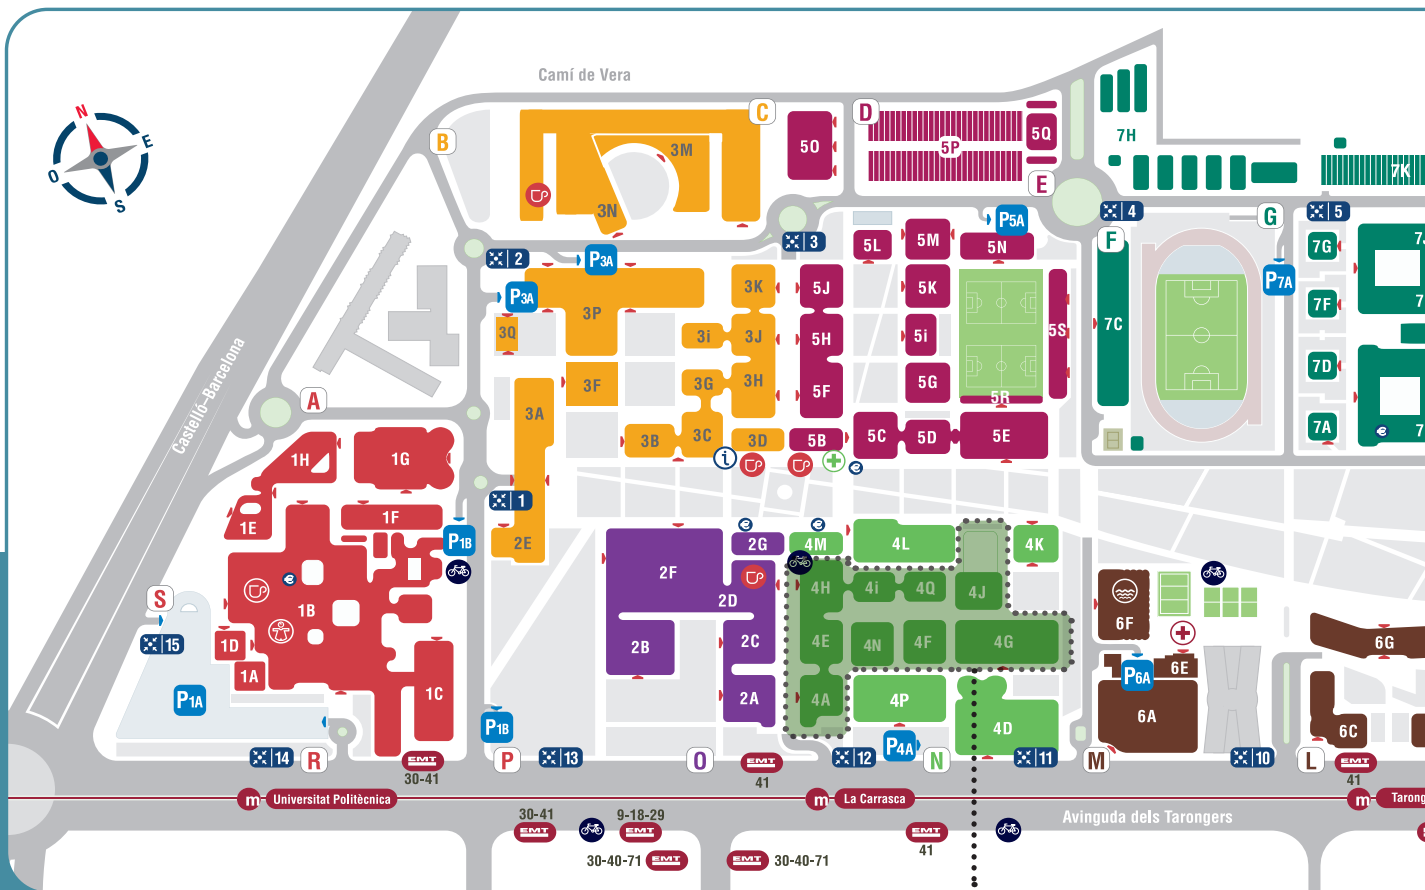 Camí de Vera
N
E
O
S
B
C
D
E
5O
5P
5Q
7H
7K
3M
3N
2
P3A
3
5L
5M
5N
P5A
4
G
5
F
7G
7J
P7A
P3A
3P
3Q
3K
5J
5K
7F
3i
3J
5H
5i
5S
7C
7D
3F
3G
3H
5F
5G
5R
A
3A
3B
3C
3D
5B
5C
5D
5E
7A
Castelló–Barcelona
1H
1G
i
€
€
1
1E
1F
P1B
2E
€
€
2G
4M
4L
4K
2F
2D
4H
4i
4Q
4J
€
1B
6F
S
15
1D
1A
1C
2B
2C
4E
4N
4F
4G
6G
6E
P6A
P1A
2A
4A
4P
4D
6A
6C
P1B
P4A
14
R
EMT
30-41
P
13
O
EMT
41
12
N
11
M
10
L
EMT
41
m Universitat Politècnica
m La Carrasca
m
Avinguda dels Tarongers
30-41
EMT
9-18-29
EMT
EMT
41
30-40-71 EMT
EMT 30-40-71